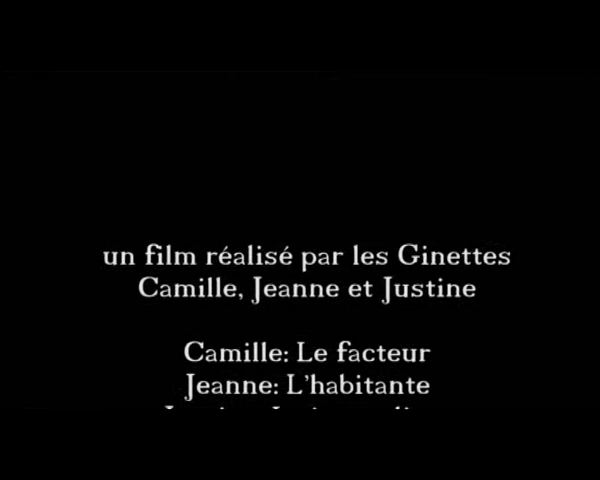 un film réalisé par les Ginettes
Camille, Jeanne et Justine
Camille: Le facteur
Jeanne: L'habitante